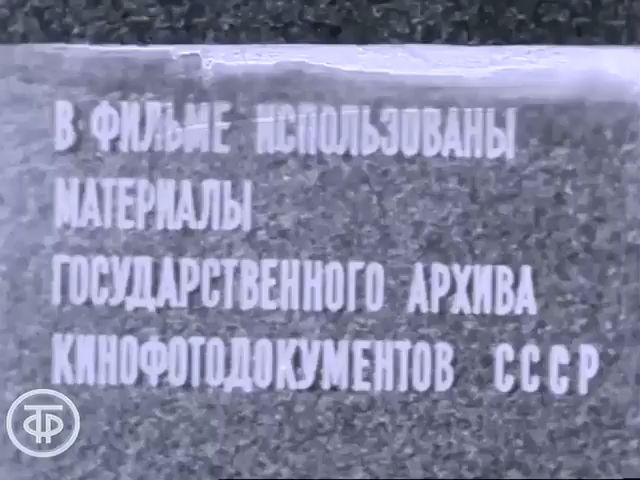 В ФИЛЬМЕ ИСПОЛЬЗОВАНЫ
МАТЕРИАЛЫ
ГОСУДАРСТВЕННОГО АРХИВА
КИНОФОТОДОКУМЕНТОВ СССР